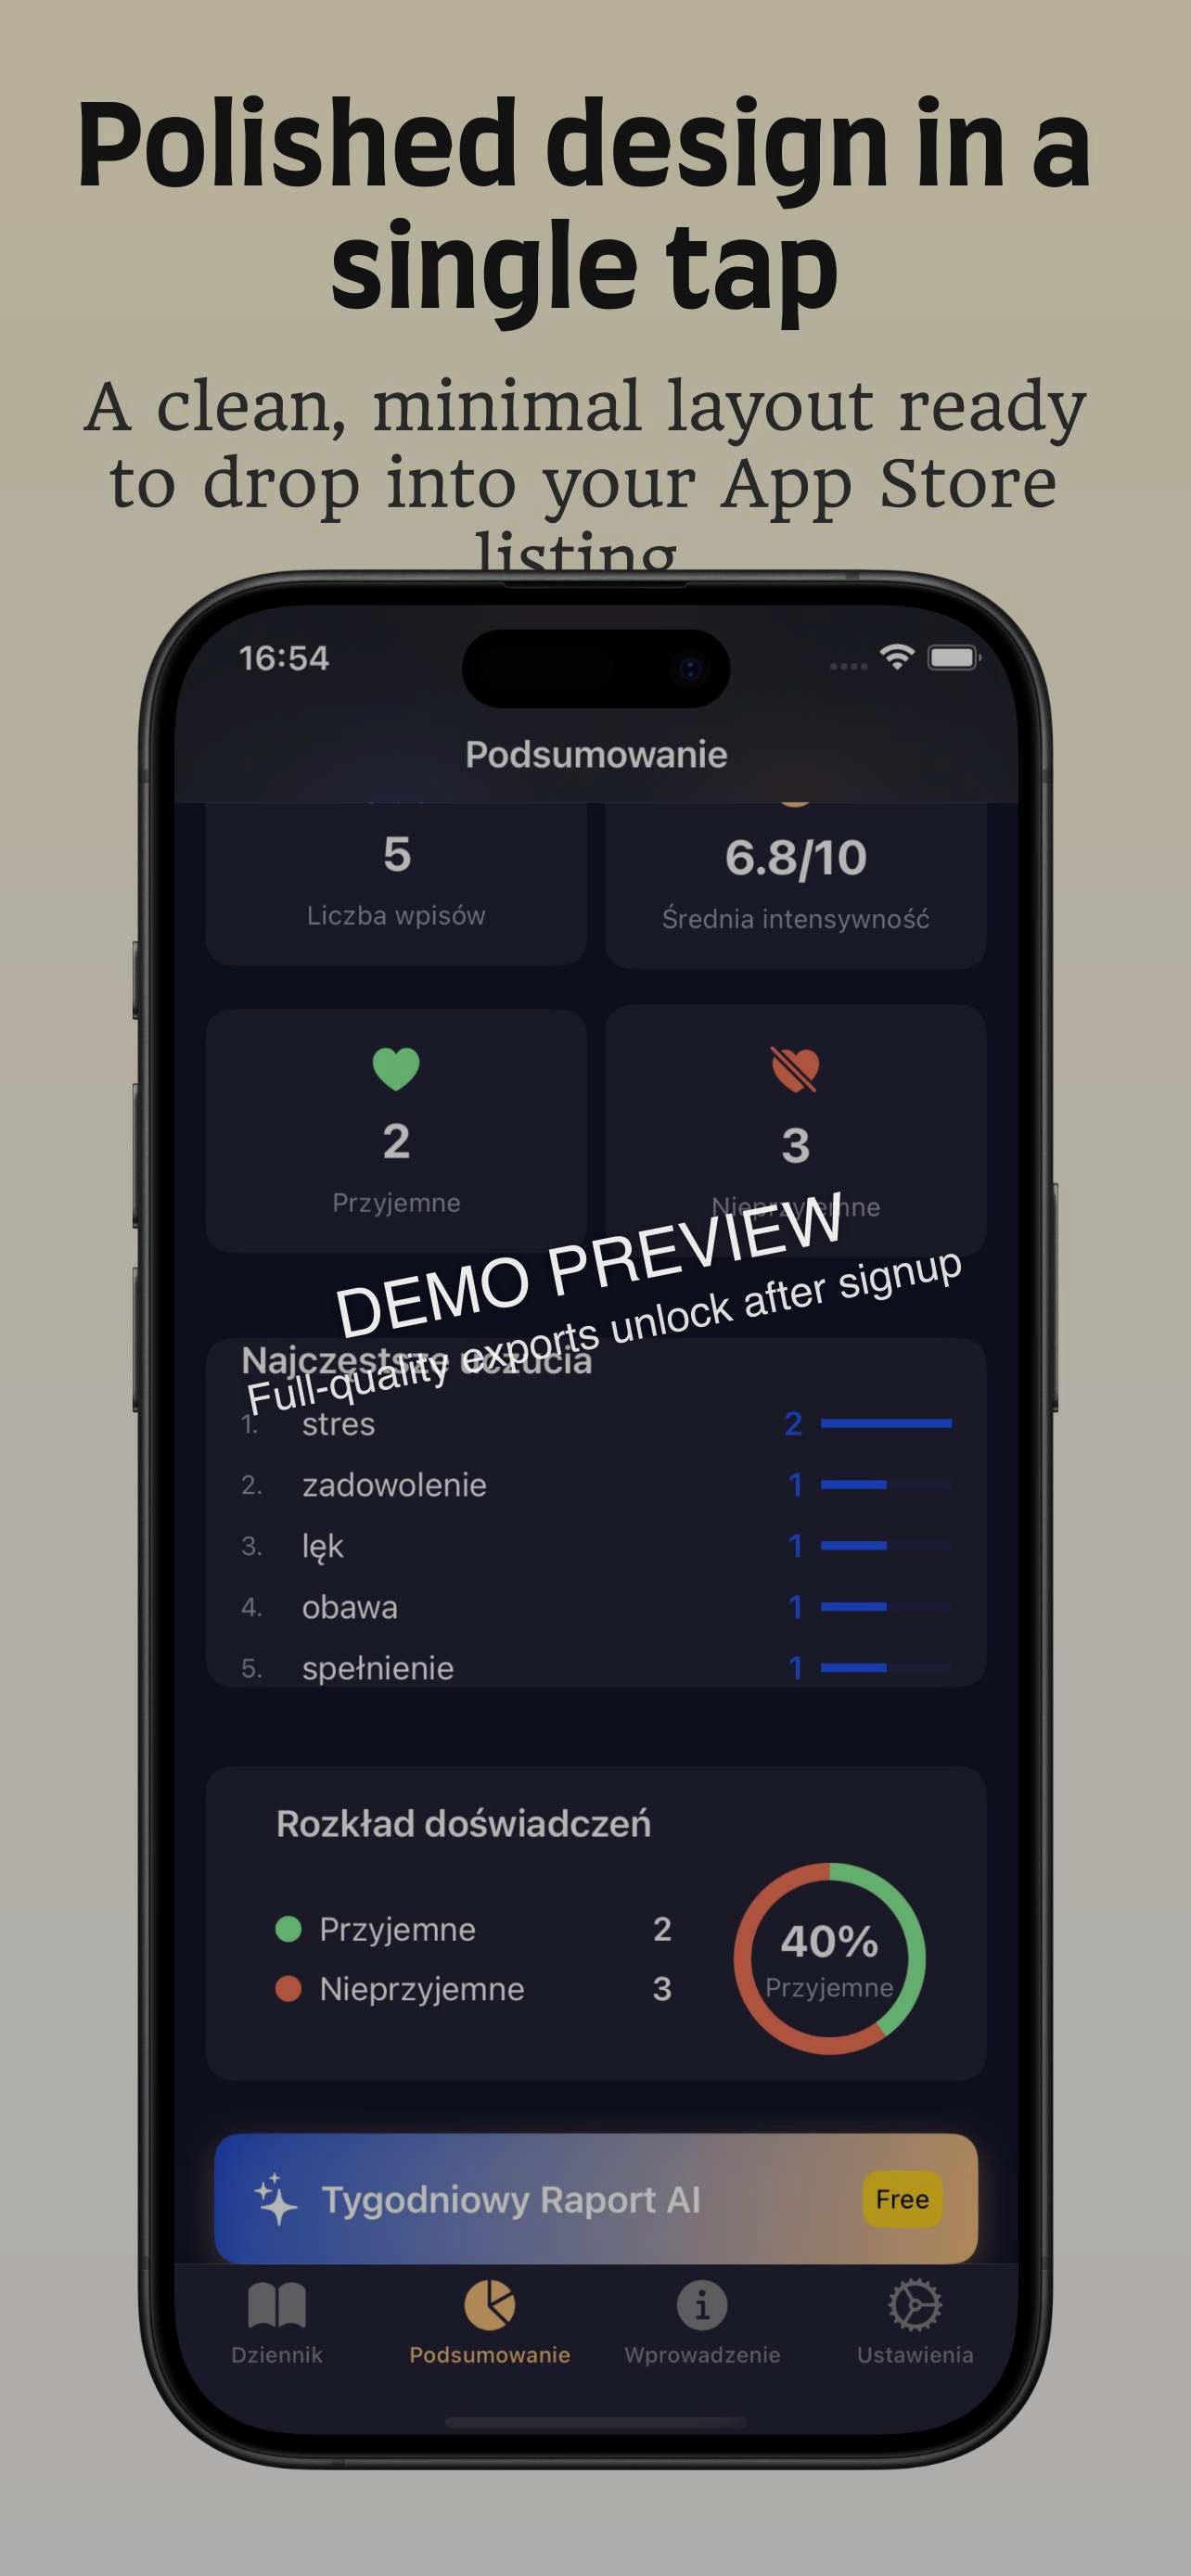 Polished design in a
single tap
A clean, minimal layout ready
to drop into your App Store
listing
16:54
Podsumowanie
5
Liczba wpisów
6.8/10
Średnia intensywność
2
Przyjemne
3
Nieprzyjemne
DEMO PREVIEW
Full-quality exports unlock after signup
Najczęstsze uczucia
1. stres 2
2. zadowolenie 1
3. lęk 1
4. obawa 1
5. spełnienie 1
Rozkład doświadczeń
Przyjemne 2
Nieprzyjemne 3
40%
Przyjemne
Tygodniowy Raport AI
Free
Dziennik
Podsumowanie
Wprowadzenie
Ustawienia